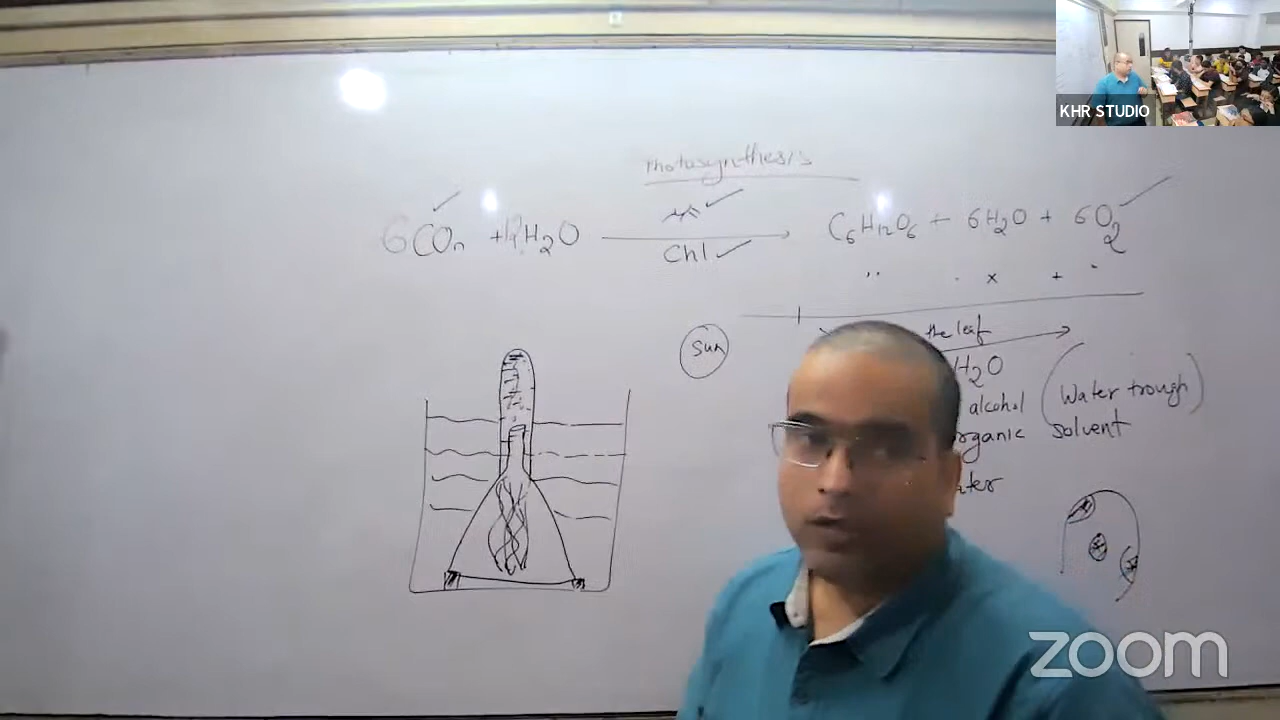 KHR STUDIO
Photosynthesis
6CO₂ + 12H₂O → Chl C₆H₁₂O₆ + 6H₂O + 6O₂
the leaf
Sun
H₂O
alcohol (Water trough)
organic solvent
water
zoom